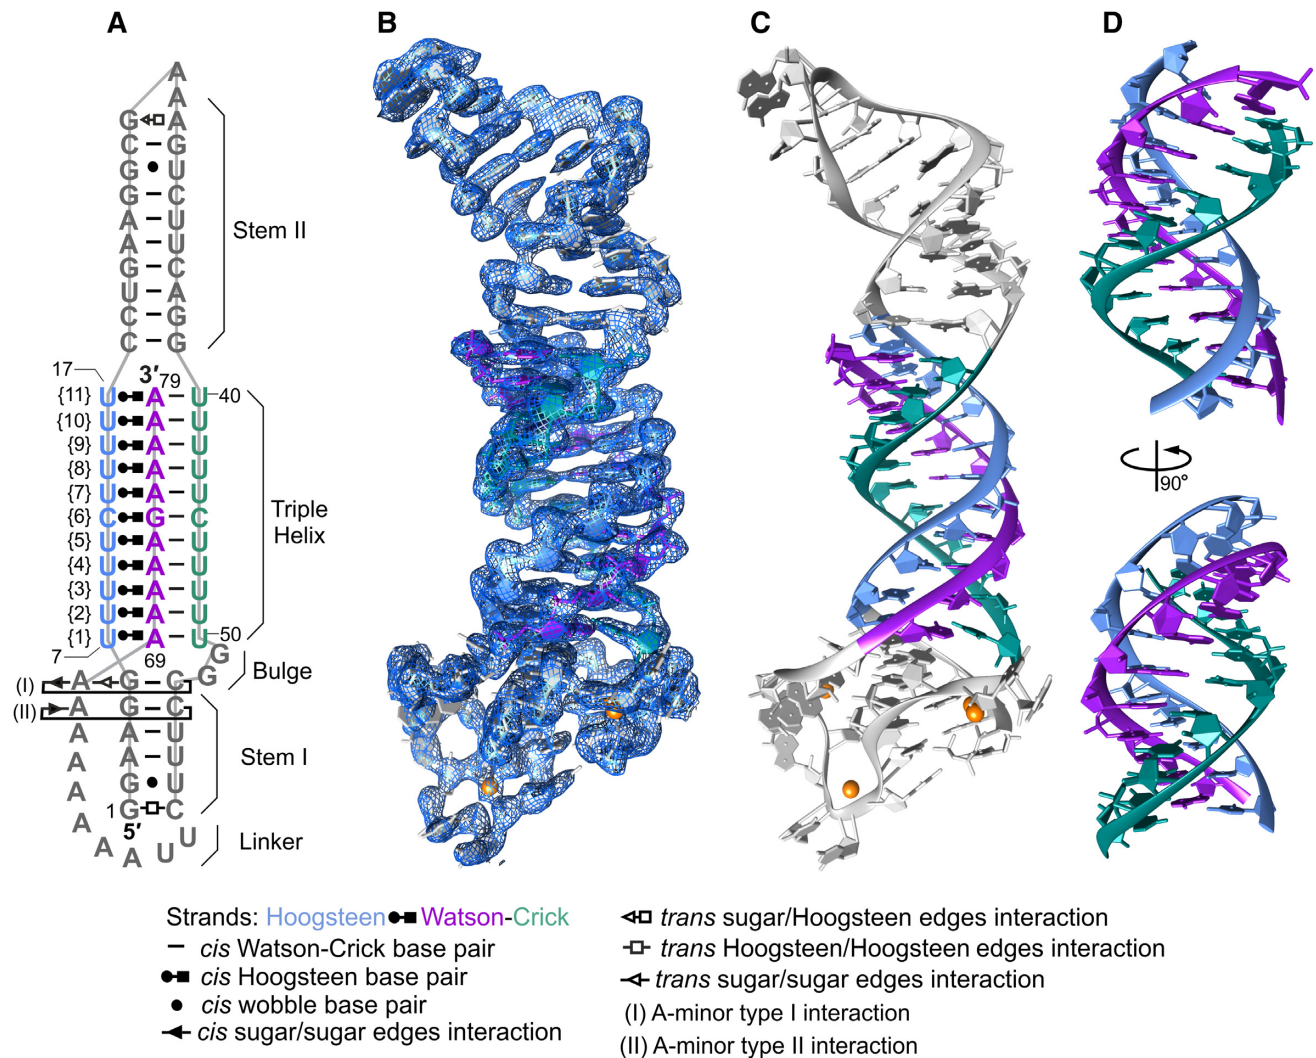 A B C D
A
G A
C G
G U
G C
A U
A U
G C
U A
C G
C G
Stem II
17 3′ 79
{11} U A U 40
{10} U A U
{9} U A U
{8} U A U
{7} U A U
{6} C G C
{5} U A U
{4} U A U
{3} U A U
{2} U A U
{1} U A U 50
7 69
Triple
Helix
G
G
Bulge
(I) A G C
(II) A G C
A A U
A A U
A G U
1 G C
Stem I
A 5′ U
A A U
Linker
90°
Strands: Hoogsteen Watson-Crick
cis Watson-Crick base pair
cis Hoogsteen base pair
cis wobble base pair
cis sugar/sugar edges interaction
trans sugar/Hoogsteen edges interaction
trans Hoogsteen/Hoogsteen edges interaction
trans sugar/sugar edges interaction
(I) A-minor type I interaction
(II) A-minor type II interaction